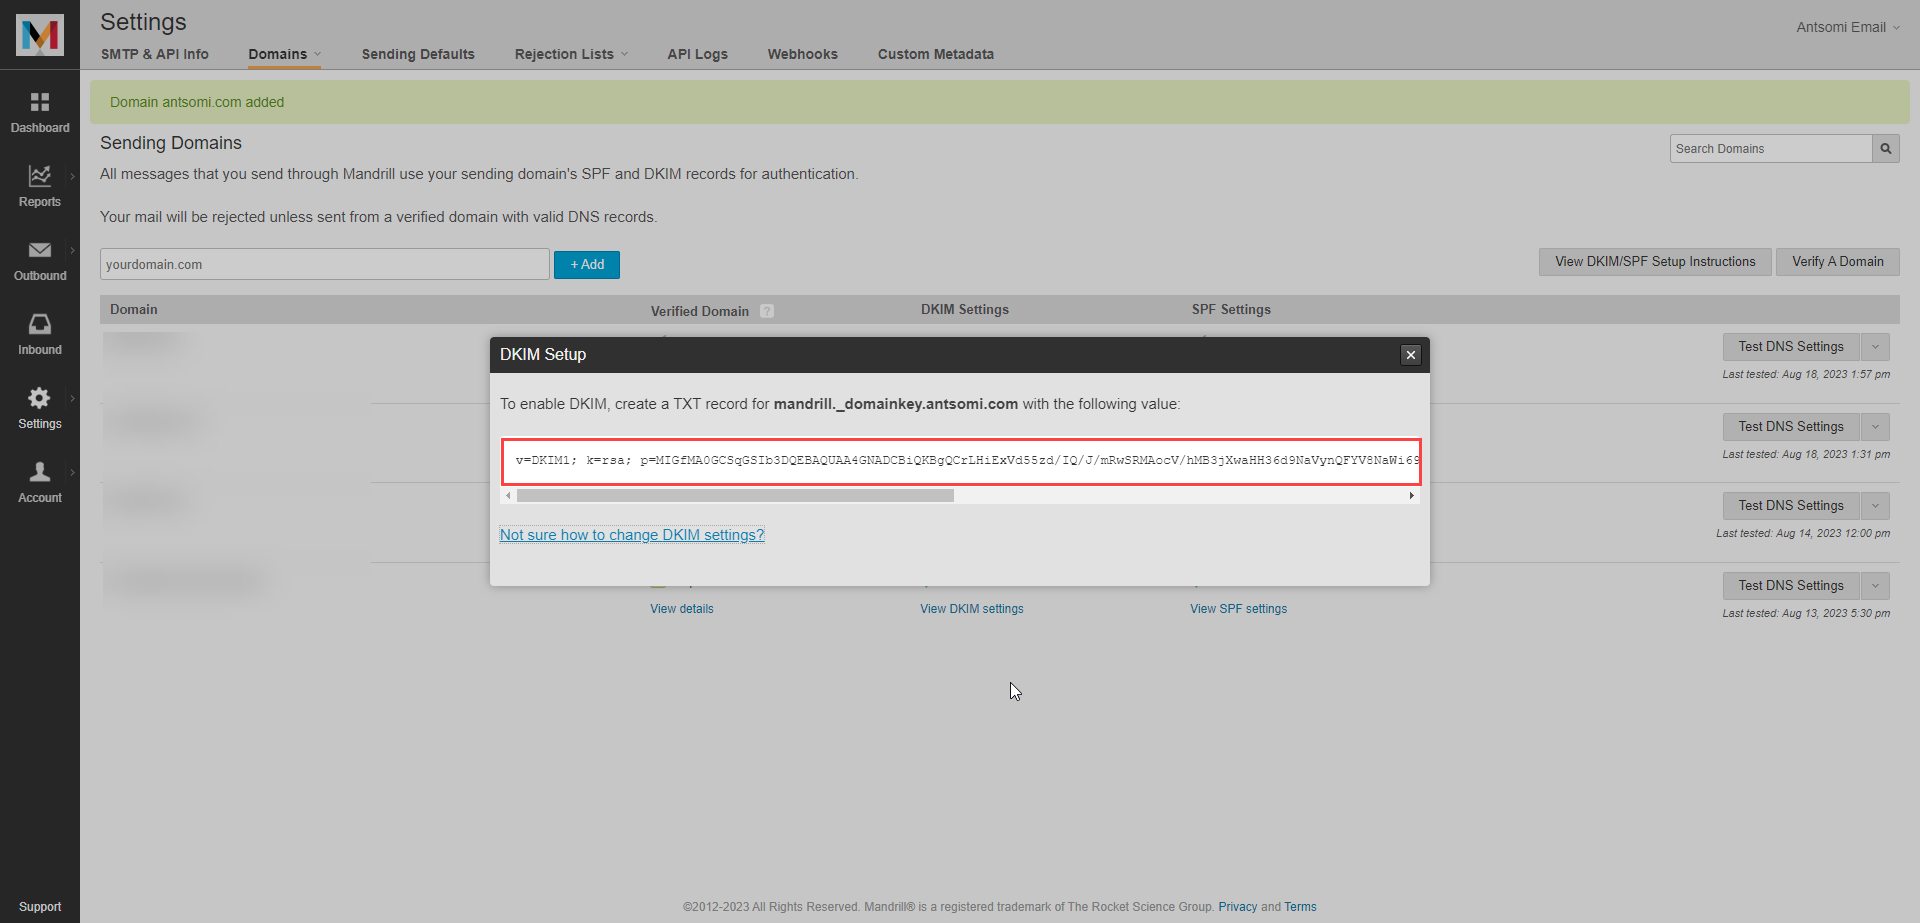 Settings
Antsomi Email
SMTP & API Info
Domains
Sending Defaults
Rejection Lists
API Logs
Webhooks
Custom Metadata
Dashboard
Reports
Outbound
Inbound
Settings
Account
Support
Domain antsomi.com added
Sending Domains
Search Domains
All messages that you send through Mandrill use your sending domain's SPF and DKIM records for authentication.
Your mail will be rejected unless sent from a verified domain with valid DNS records.
yourdomain.com
+ Add
View DKIM/SPF Setup Instructions
Verify A Domain
Domain
Verified Domain ?
DKIM Settings
SPF Settings
Test DNS Settings
Last tested: Aug 18, 2023 1:57 pm
Test DNS Settings
Last tested: Aug 18, 2023 1:31 pm
Test DNS Settings
Last tested: Aug 14, 2023 12:00 pm
Test DNS Settings
Last tested: Aug 13, 2023 5:30 pm
DKIM Setup
To enable DKIM, create a TXT record for mandrill._domainkey.antsomi.com with the following value:
v=DKIM1; k=rsa; p=MIGfMA0GCSqGSIb3DQEBAQUAA4GNADCBiQKBgQCrLHiExVd55zd/IQ/J/mRwSRMAocV/hMB3jXwaHH36d9NaVynQFYV8NaWi69
Not sure how to change DKIM settings?
View details
View DKIM settings
View SPF settings
©2012-2023 All Rights Reserved. Mandrill® is a registered trademark of The Rocket Science Group. Privacy and Terms